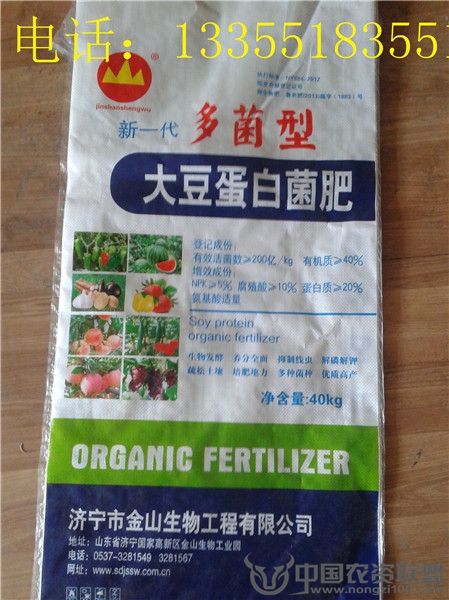 电话：13355183551
®
jinshanshengwu
新一代 多菌型
大豆蛋白菌肥
登记成份：
有效活菌数≥200亿/kg 有机质≥40%
增效成份：
NPK≥5% 腐殖酸≥10% 蛋白质≥20%
氨基酸适量
Soy protein
organic fertilizer
生物发酵 养分全面 抑制线虫 解磷解钾
疏松土壤 培肥地力 多种菌种 优质高产
净含量:40kg
ORGANIC FERTILIZER
济宁市金山生物工程有限公司
地址：山东省济宁国家高新区金山生物工业园
电话：0537-3281549 3281567
网址：www.sdjssw.com.cn
中国农资联盟
www.nongzi101.com